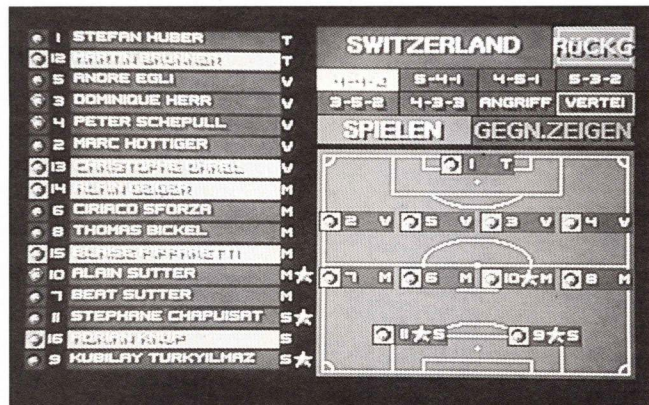 1 STEFAN HUBER T
12 MARTIN BRUNNER T
5 ANDRE EGLI V
3 DOMINIQUE HERR V
4 PETER SCHEPULL V
2 MARC HOTTIGER V
13 V
14 M
6 CIRIACO SFORZA M
8 THOMAS BICKEL M
15 M
10 ALAIN SUTTER M
7 BEAT SUTTER M
11 STEPHANE CHAPUISAT S
16 S
9 KUBILAY TURKYILMAZ S
SWITZERLAND RÜCKG
4-4-2 5-4-1 4-5-1 5-3-2
3-5-2 4-3-3 ANGRIFF VERTEI
SPIELEN GEGN.ZEIGEN
1 T
2 V 5 V 3 V 4 V
7 M 6 M 10 M 8 M
11 S 9 S